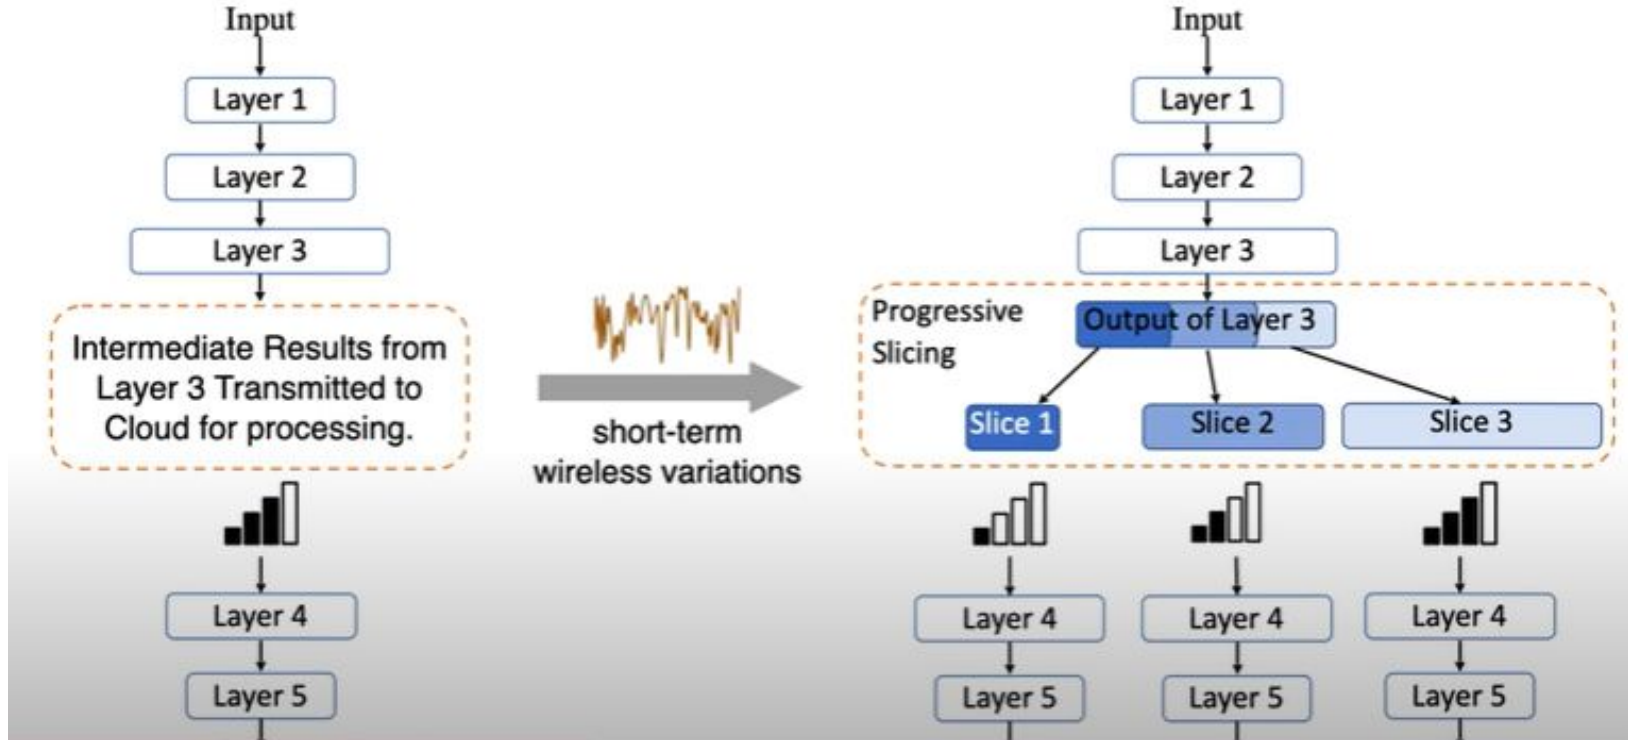 Input
Layer 1
Layer 2
Layer 3
Intermediate Results from
Layer 3 Transmitted to
Cloud for processing.
Layer 4
Layer 5
short-term
wireless variations
Input
Layer 1
Layer 2
Layer 3
Progressive
Slicing
Output of Layer 3
Slice 1
Slice 2
Slice 3
Layer 4
Layer 4
Layer 4
Layer 5
Layer 5
Layer 5